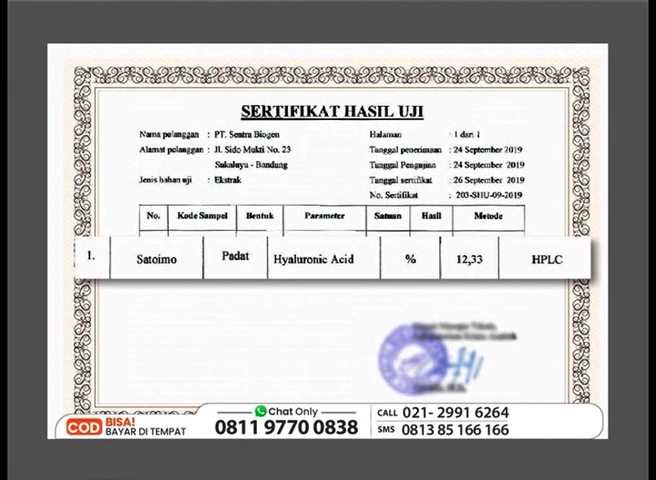 SERTIFIKAT HASIL UJI
Nama pelanggan : PT. Sentra Biogen
Alamat pelanggan : Jl. Sido Mukti No. 23
Sukaluyu - Bandung
Jenis bahan uji : Ekstrak
Halaman : 1 dari 1
Tanggal penerimaan : 24 September 2019
Tanggal Pengujian : 24 September 2019
Tanggal sertifikat : 26 September 2019
No. Sertifikat : 203-SHU-09-2019
No. Kode Sampel Bentuk Parameter Satuan Hasil Metode
1. Satoimo Padat Hyaluronic Acid % 12,33 HPLC
COD BISA!
BAYAR DI TEMPAT
Chat Only
0811 9770 0838
CALL 021- 2991 6264
SMS 0813 85 166 166